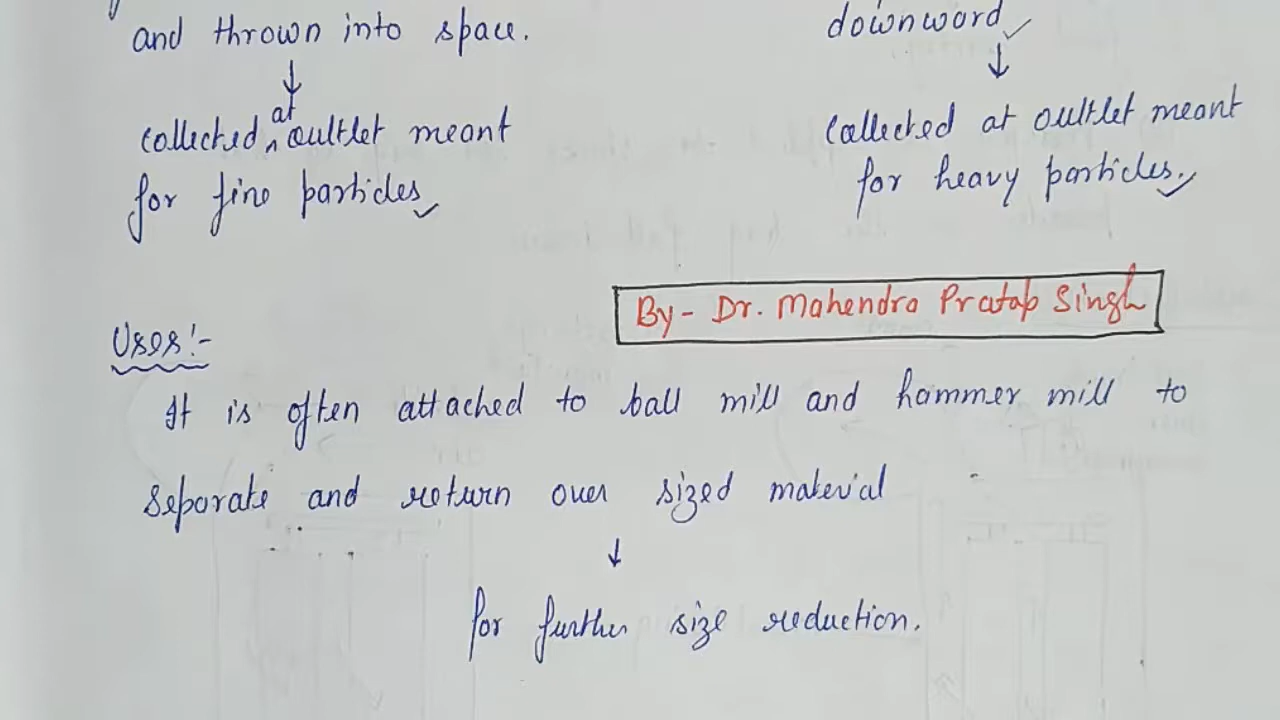 and thrown into space.
↓
at
collected ^ outlet meant
for fine particles
downword
↓
Collected at outlet meant
for heavy particles.
By- Dr. Mahendra Pratap Singh
Uses:-
It is often attached to ball mill and hammer mill to
separate and return over sized material
↓
for further size reduction.